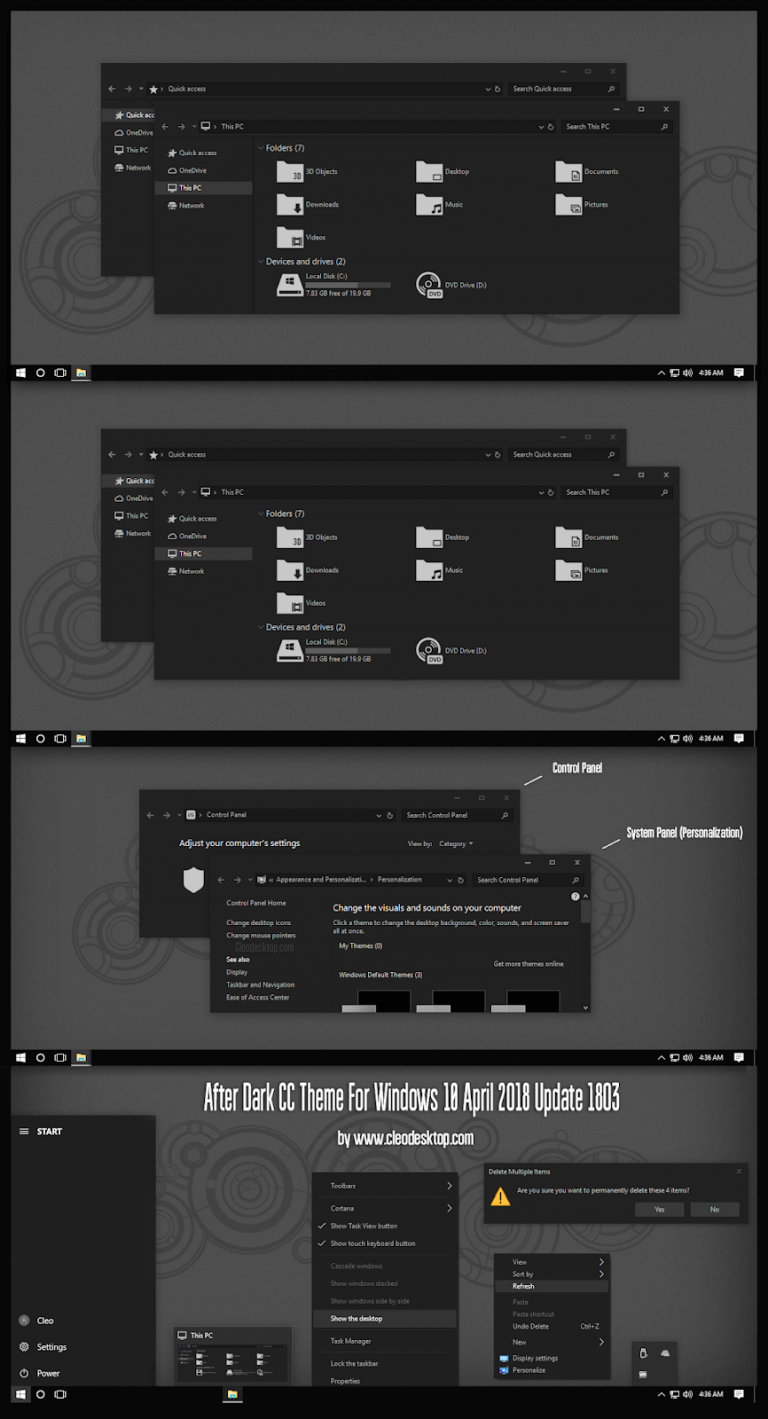 Quick access
Search Quick access
Quick acc
OneDrive
This PC
Network
This PC
Search This PC
Quick access
OneDrive
This PC
Network
Folders (7)
3D Objects
Desktop
Documents
Downloads
Music
Pictures
Videos
Devices and drives (2)
Local Disk (C:)
7.83 GB free of 19.9 GB
DVD Drive (D:)
4:36 AM
Quick access
Search Quick access
Quick acc
OneDrive
This PC
Network
This PC
Search This PC
Quick access
OneDrive
This PC
Network
Folders (7)
3D Objects
Desktop
Documents
Downloads
Music
Pictures
Videos
Devices and drives (2)
Local Disk (C:)
7.83 GB free of 19.9 GB
DVD Drive (D:)
4:36 AM
Control Panel
System Panel (Personalization)
Control Panel
Search Control Panel
Adjust your computer's settings
View by: Category
« Appearance and Personalizati... › Personalization
Search Control Panel
Control Panel Home
Change desktop icons
Change mouse pointers
Cleodesktop.com
See also
Display
Taskbar and Navigation
Ease of Access Center
Change the visuals and sounds on your computer
Click a theme to change the desktop background, color, sounds, and screen saver
all at once.
My Themes (0)
Get more themes online
Windows Default Themes (3)
4:36 AM
After Dark CC Theme For Windows 10 April 2018 Update 1803
by www.cleodesktop.com
START
Cleo
Settings
Power
This PC
Toolbars
Cortana
Show Task View button
Show touch keyboard button
Cascade windows
Show windows stacked
Show windows side by side
Show the desktop
Task Manager
Lock the taskbar
Properties
Delete Multiple Items
Are you sure you want to permanently delete these 4 items?
Yes
No
View
Sort by
Refresh
Paste
Paste shortcut
Undo Delete Ctrl+Z
New
Display settings
Personalize
4:36 AM